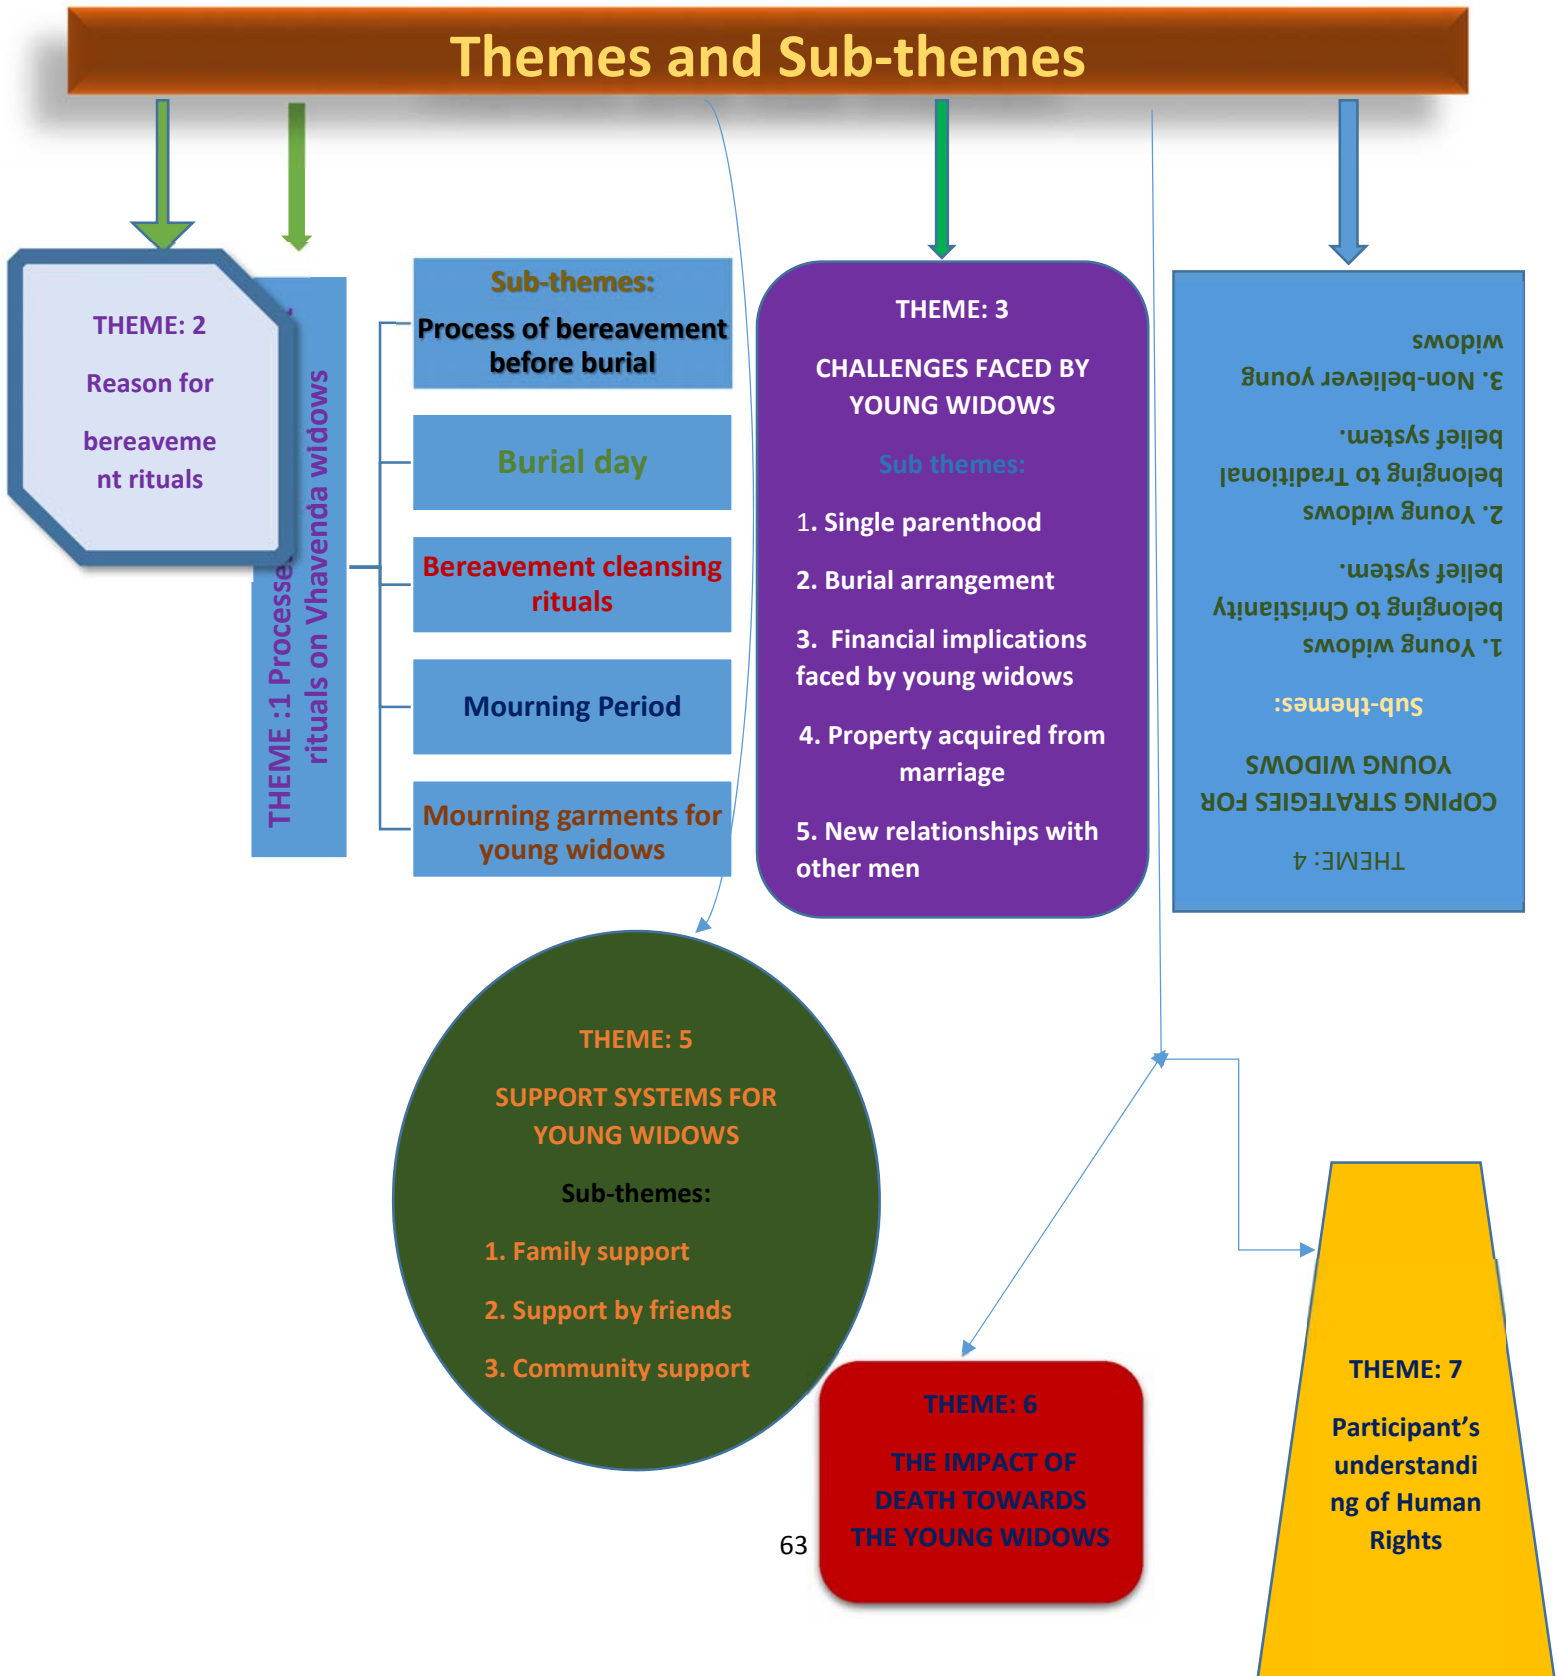 Themes and Sub-themes
THEME: 2
Reason for
bereaveme
nt rituals
THEME :1 Processe
rituals on Vhavenda widows
Sub-themes:
Process of bereavement
before burial
Burial day
Bereavement cleansing
rituals
Mourning Period
Mourning garments for
young widows
THEME: 3
CHALLENGES FACED BY
YOUNG WIDOWS
Sub themes:
1. Single parenthood
2. Burial arrangement
3. Financial implications
faced by young widows
4. Property acquired from
marriage
5. New relationships with
other men
THEME: 4
COPING STRATEGIES FOR
YOUNG WIDOWS
Sub-themes:
1. Young widows
belonging to Christianity
belief system.
2. Young widows
belonging to Traditional
belief system.
3. Non-believer young
widows
THEME: 5
SUPPORT SYSTEMS FOR
YOUNG WIDOWS
Sub-themes:
1. Family support
2. Support by friends
3. Community support
THEME: 6
THE IMPACT OF
DEATH TOWARDS
THE YOUNG WIDOWS
THEME: 7
Participant’s
understandi
ng of Human
Rights
63